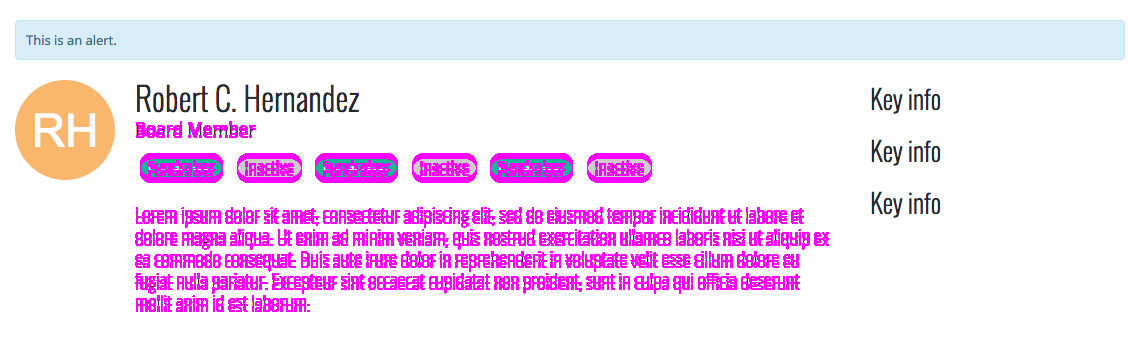 This is an alert.
RH
Robert C. Hernandez
Key info
Board Member
Key info
Inactive Inactive Inactive
Key info
Lorem ipsum dolor sit amet, consectetur adipiscing elit, sed do eiusmod tempor incididunt ut labore et
dolore magna aliqua. Ut enim ad minim veniam, quis nostrud exercitation ullamco laboris nisi ut aliquip ex
ea commodo consequat. Duis aute irure dolor in reprehenderit in voluptate velit esse cillum dolore eu
fugiat nulla pariatur. Excepteur sint occaecat cupidatat non proident, sunt in culpa qui officia deserunt
mollit anim id est laborum.